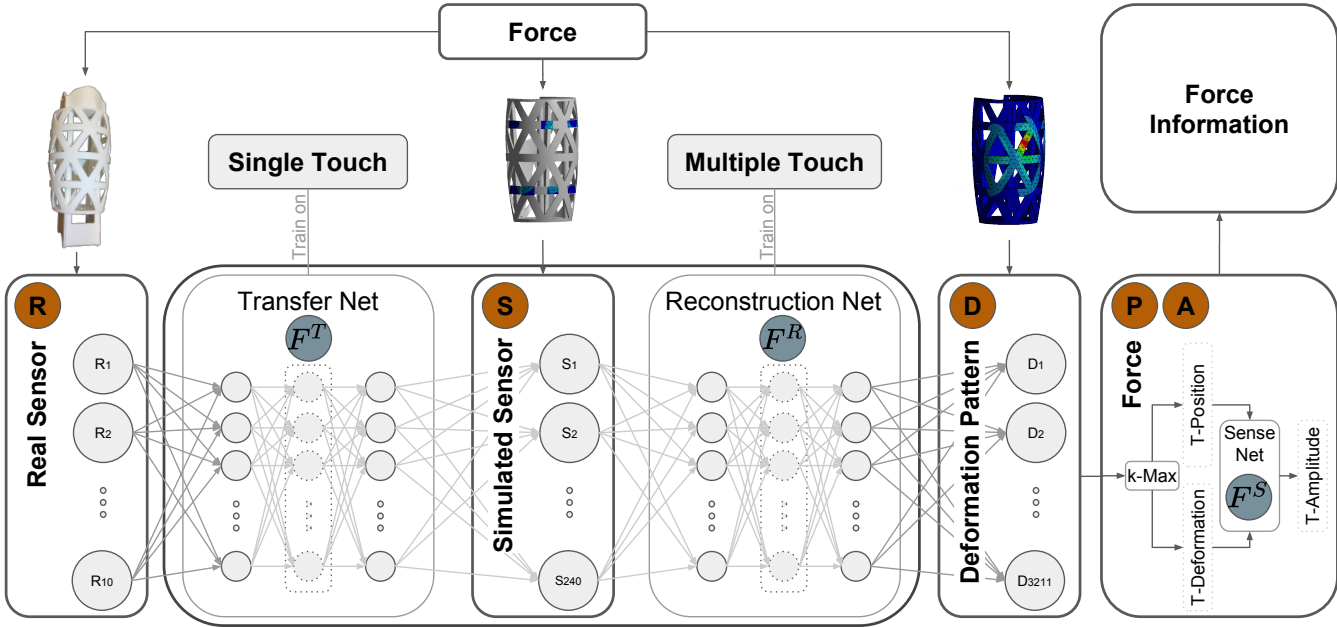 Force
Force
Information
Single Touch
Multiple Touch
Train on
Train on
R
Real Sensor
R1
R2
R10
Transfer Net
F^T
S
Simulated Sensor
S1
S2
S240
Reconstruction Net
F^R
D
Deformation Pattern
D1
D2
D3211
P
A
Force
k-Max
T-Position
T-Deformation
Sense
Net
F^S
T-Amplitude